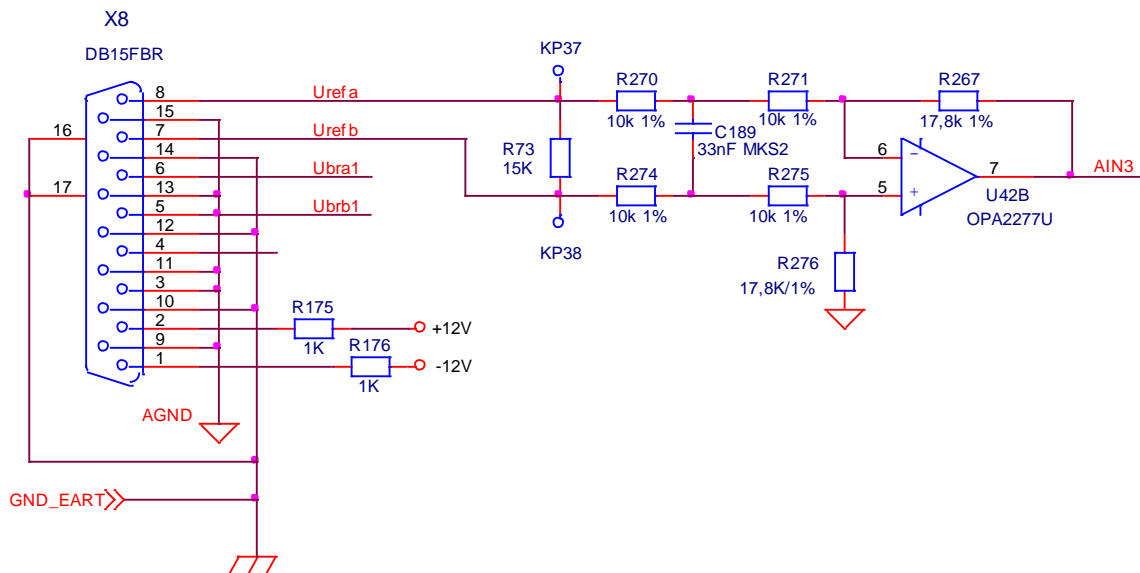 X8
DB15FBR
8
15
7
14
6
13
5
12
4
11
3
10
2
9
1
16
17
Urefa
Urefb
Ubra1
Ubrb1
KP37
R73
15K
KP38
R270
10k 1%
C189
33nF MKS2
R274
10k 1%
R271
10k 1%
R275
10k 1%
R267
17,8k 1%
6
5
7
U42B
OPA2277U
AIN3
R276
17,8K/1%
R175
1K
+12V
R176
1K
-12V
AGND
GND_EART